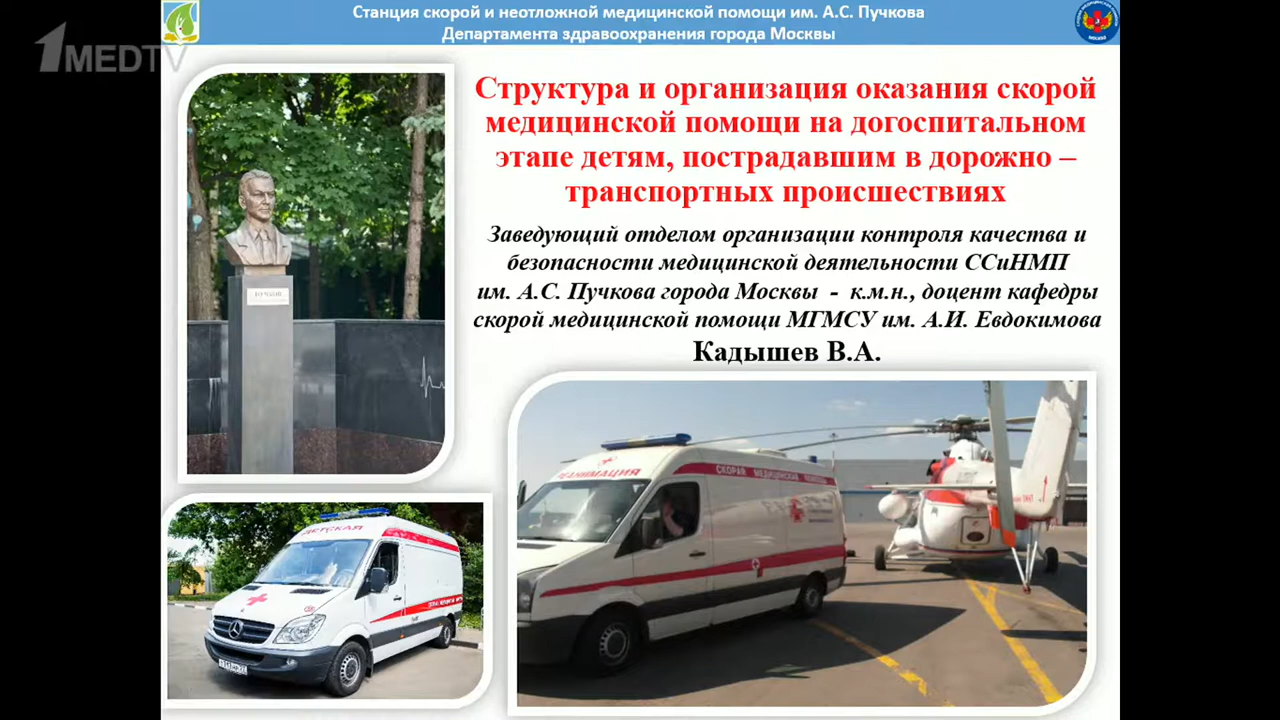 Станция скорой и неотложной медицинской помощи им. А.С. Пучкова
Департамента здравоохранения города Москвы
1MEDTV
Структура и организация оказания скорой
медицинской помощи на догоспитальном
этапе детям, пострадавшим в дорожно –
транспортных происшествиях
Заведующий отделом организации контроля качества и
безопасности медицинской деятельности ССиНМП
им. А.С. Пучкова города Москвы - к.м.н., доцент кафедры
скорой медицинской помощи МГМСУ им. А.И. Евдокимова
Кадышев В.А.
РЕАНИМАЦИЯ
СКОРАЯ МЕДИЦИНСКАЯ ПОМОЩЬ
ДЕТСКАЯ